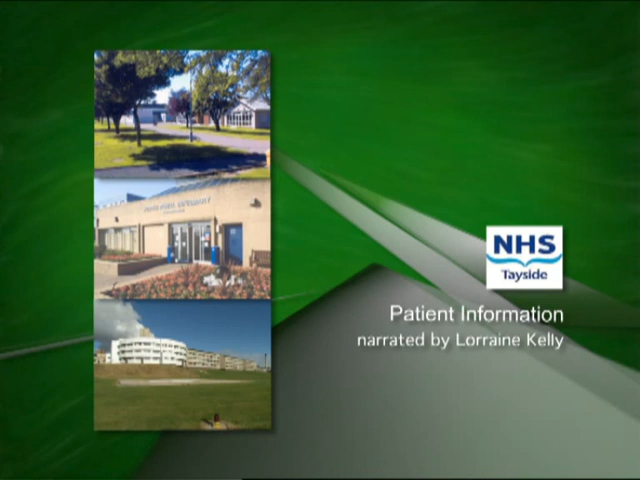 NHS
Tayside
Patient Information
narrated by Lorraine Kelly